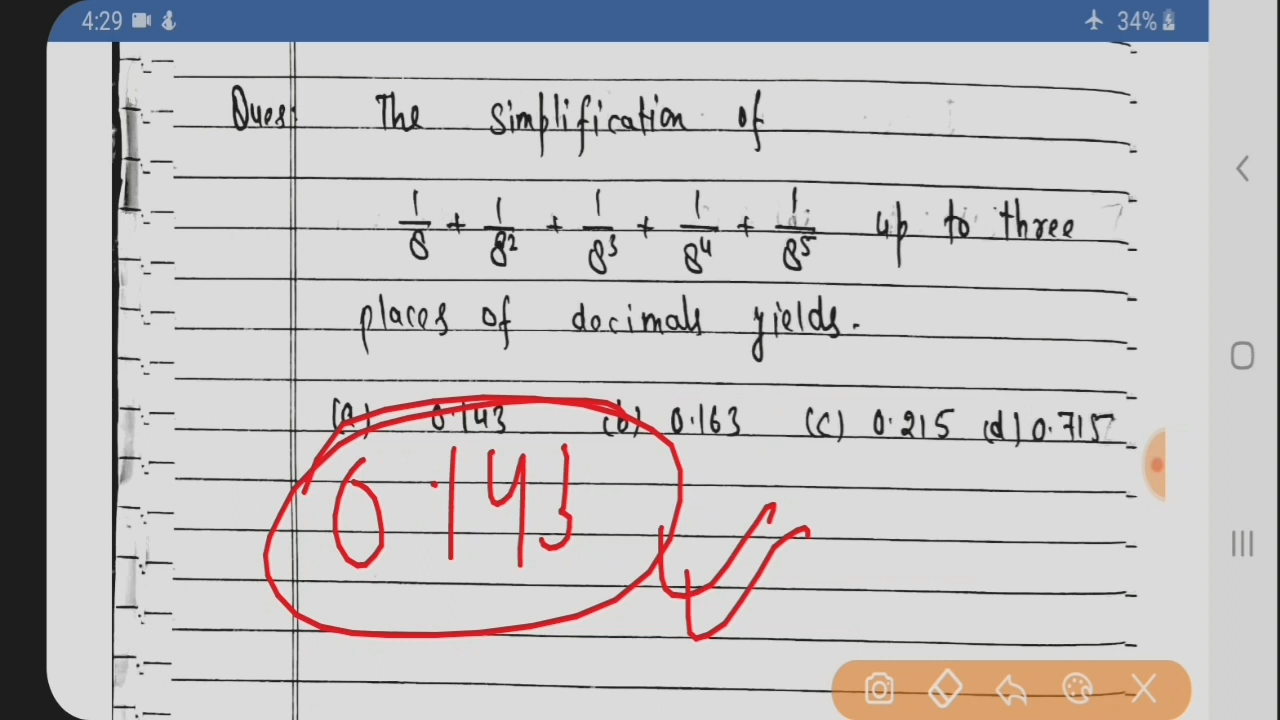 4:29 34%
Ques: The simplification of
1/8 + 1/8² + 1/8³ + 1/8⁴ + 1/8⁵ up to three
places of decimals yields.
(a) 0.143 (b) 0.163 (c) 0.215 (d) 0.715
0.143